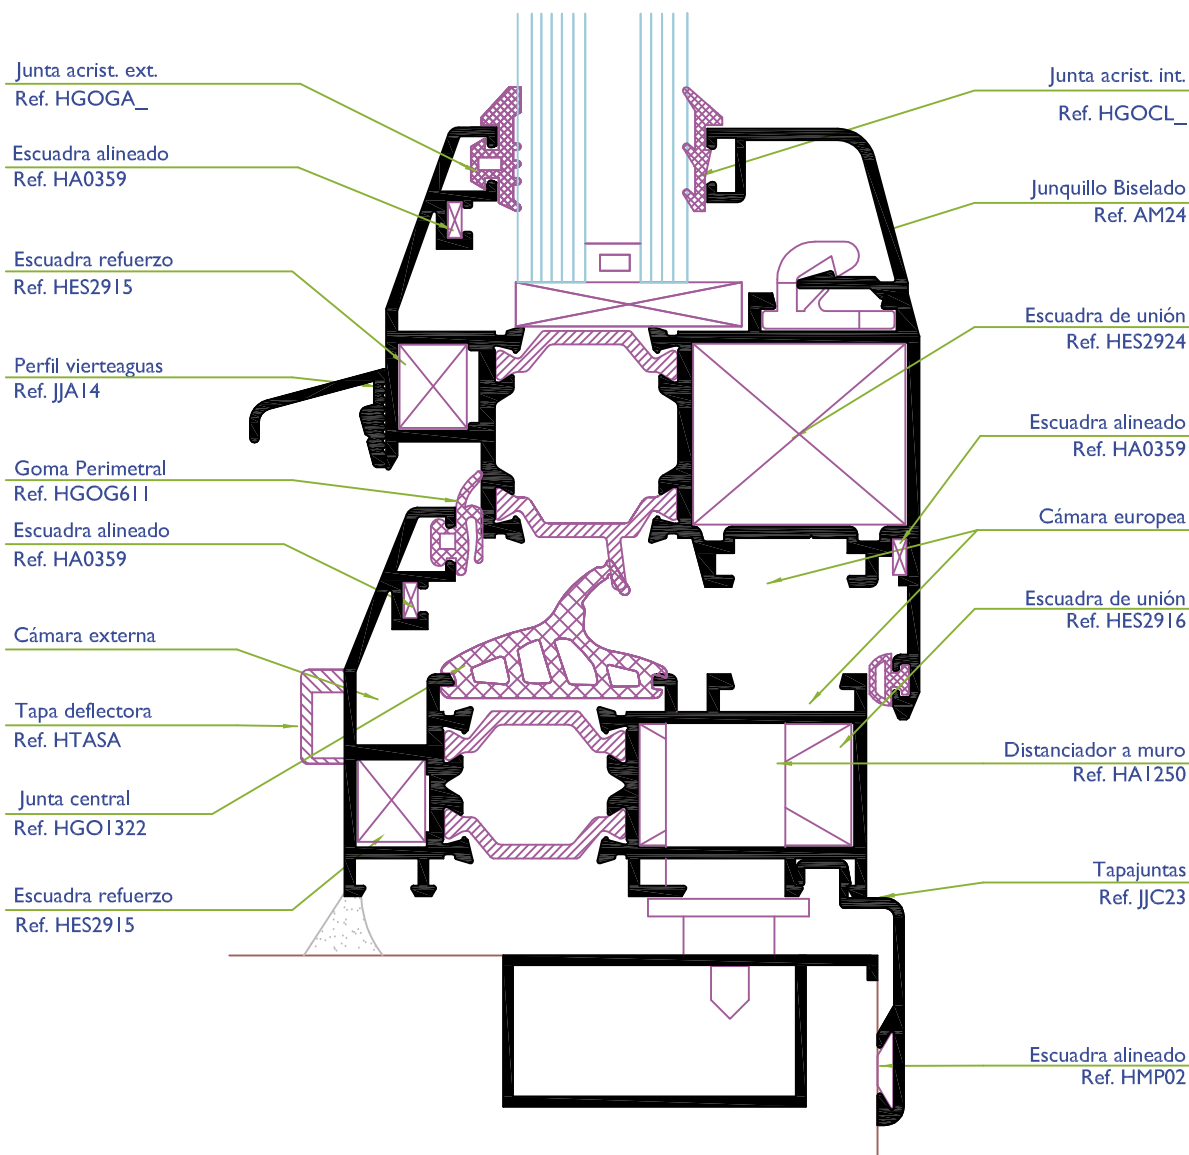 Junta acrist. ext.
Ref. HGOGA_
Escuadra alineado
Ref. HA0359
Escuadra refuerzo
Ref. HES2915
Perfil vierteaguas
Ref. JJA14
Goma Perimetral
Ref. HGOG611
Escuadra alineado
Ref. HA0359
Cámara externa
Tapa deflectora
Ref. HTASA
Junta central
Ref. HGO1322
Escuadra refuerzo
Ref. HES2915
Junta acrist. int.
Ref. HGOCL_
Junquillo Biselado
Ref. AM24
Escuadra de unión
Ref. HES2924
Escuadra alineado
Ref. HA0359
Cámara europea
Escuadra de unión
Ref. HES2916
Distanciador a muro
Ref. HA1250
Tapajuntas
Ref. JJC23
Escuadra alineado
Ref. HMP02